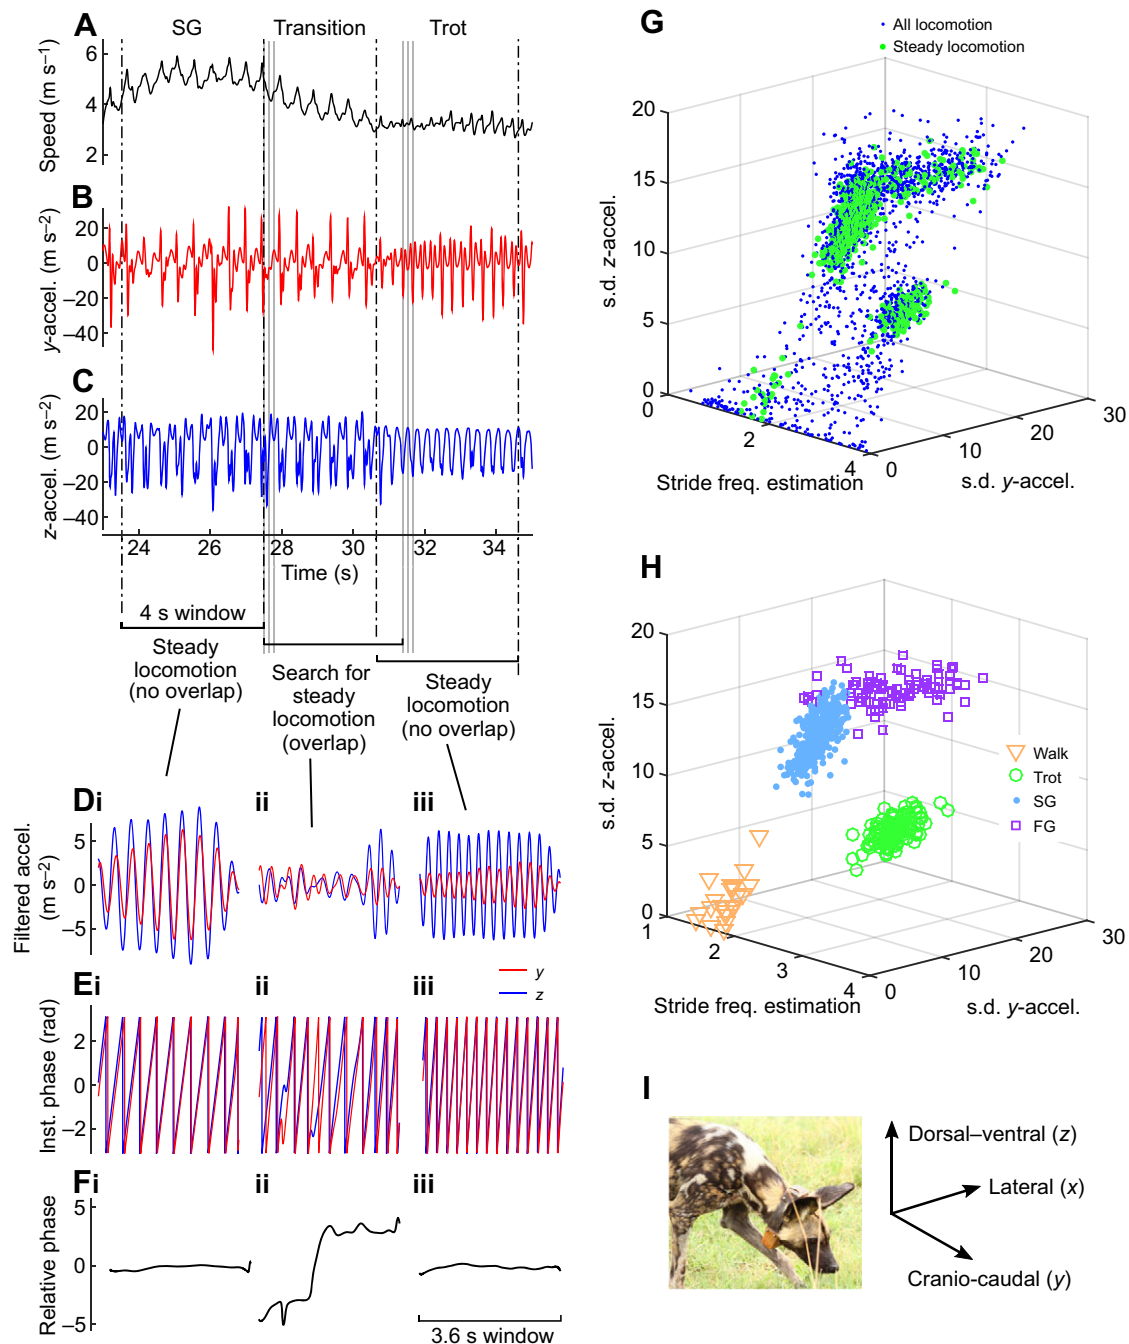 A
SG
Transition
Trot
Speed (m s−1)
6
4
2
B
y-accel. (m s−2)
20
0
−20
−40
C
z-accel. (m s−2)
20
0
−20
−40
24
26
28
30
32
34
Time (s)
4 s window
Steady
locomotion
(no overlap)
Search for
steady
locomotion
(overlap)
Steady
locomotion
(no overlap)
Di
ii
iii
Filtered accel.
(m s−2)
5
0
−5
Ei
ii
iii
y
z
Inst. phase (rad)
2
0
−2
Fi
ii
iii
Relative phase
5
0
−5
3.6 s window
G
All locomotion
Steady locomotion
s.d. z-accel.
20
15
10
5
0
0
2
4
Stride freq. estimation
0
10
20
30
s.d. y-accel.
H
s.d. z-accel.
20
15
10
5
0
1
2
3
4
Stride freq. estimation
0
10
20
30
s.d. y-accel.
Walk
Trot
SG
FG
I
Dorsal–ventral (z)
Lateral (x)
Cranio-caudal (y)